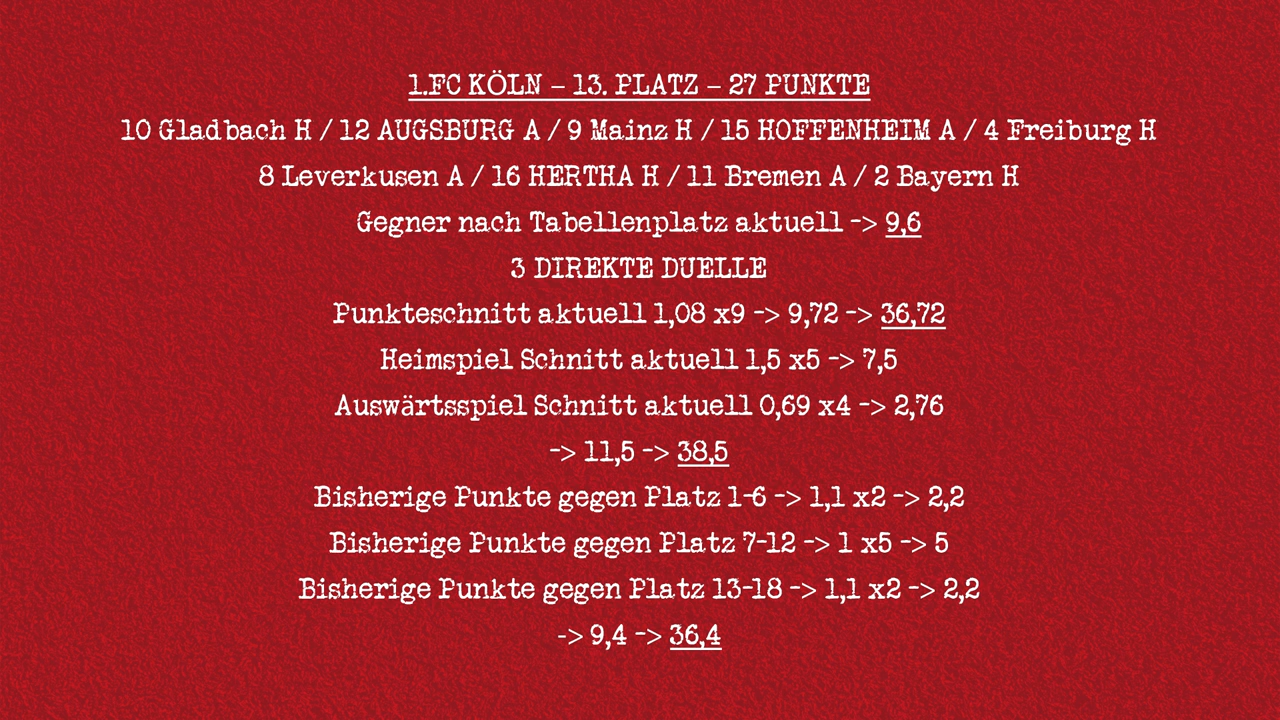 1.FC KÖLN – 13. PLATZ – 27 PUNKTE
10 Gladbach H / 12 AUGSBURG A / 9 Mainz H / 15 HOFFENHEIM A / 4 Freiburg H
8 Leverkusen A / 16 HERTHA H / 11 Bremen A / 2 Bayern H
Gegner nach Tabellenplatz aktuell -> 9,6
3 DIREKTE DUELLE
Punkteschnitt aktuell 1,08 x9 -> 9,72 -> 36,72
Heimspiel Schnitt aktuell 1,5 x5 -> 7,5
Auswärtsspiel Schnitt aktuell 0,69 x4 -> 2,76
-> 11,5 -> 38,5
Bisherige Punkte gegen Platz 1-6 -> 1,1 x2 -> 2,2
Bisherige Punkte gegen Platz 7-12 -> 1 x5 -> 5
Bisherige Punkte gegen Platz 13-18 -> 1,1 x2 -> 2,2
-> 9,4 -> 36,4